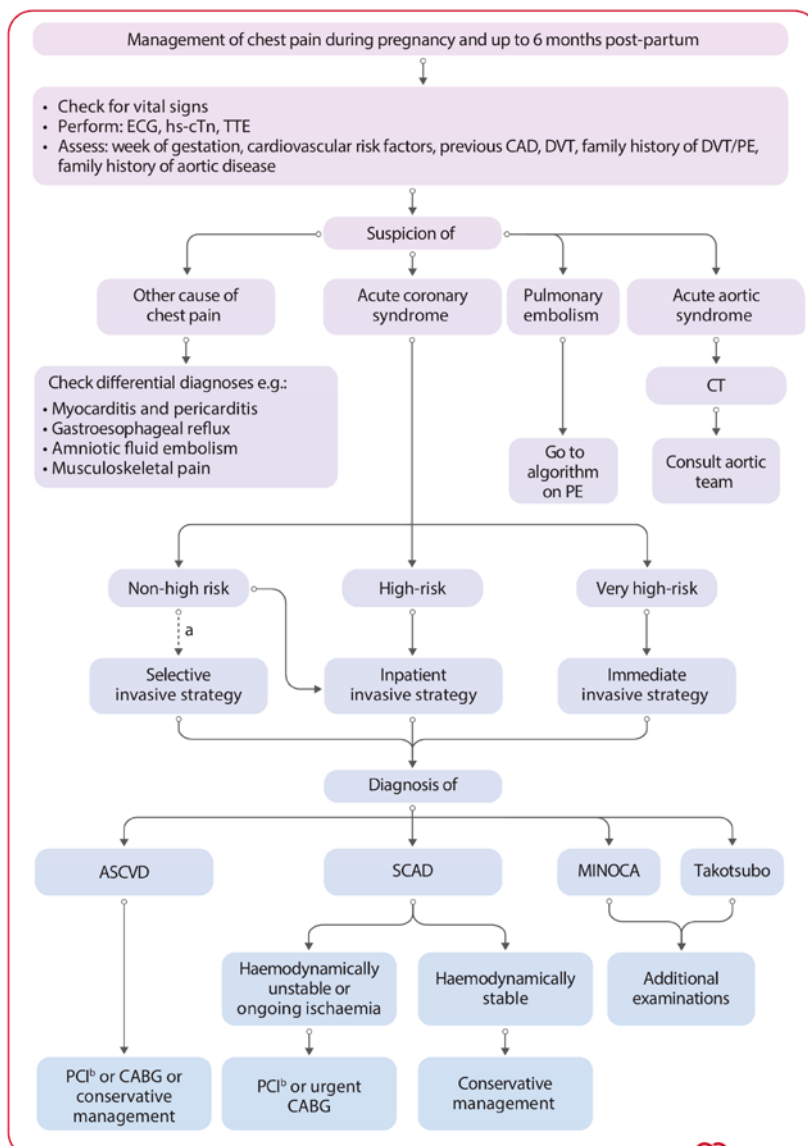 Management of chest pain during pregnancy and up to 6 months post-partum
• Check for vital signs
• Perform: ECG, hs-cTn, TTE
• Assess: week of gestation, cardiovascular risk factors, previous CAD, DVT, family history of DVT/PE,
family history of aortic disease
Suspicion of
Other cause of
chest pain
Acute coronary
syndrome
Pulmonary
embolism
Acute aortic
syndrome
Check differential diagnoses e.g.:
• Myocarditis and pericarditis
• Gastroesophageal reflux
• Amniotic fluid embolism
• Musculoskeletal pain
CT
Go to
algorithm
on PE
Consult aortic
team
Non-high risk
High-risk
Very high-risk
a
Selective
invasive strategy
Inpatient
invasive strategy
Immediate
invasive strategy
Diagnosis of
ASCVD
SCAD
MINOCA
Takotsubo
Haemodynamically
unstable or
ongoing ischaemia
Haemodynamically
stable
Additional
examinations
PCIᵇ or CABG or
conservative
management
PCIᵇ or urgent
CABG
Conservative
management